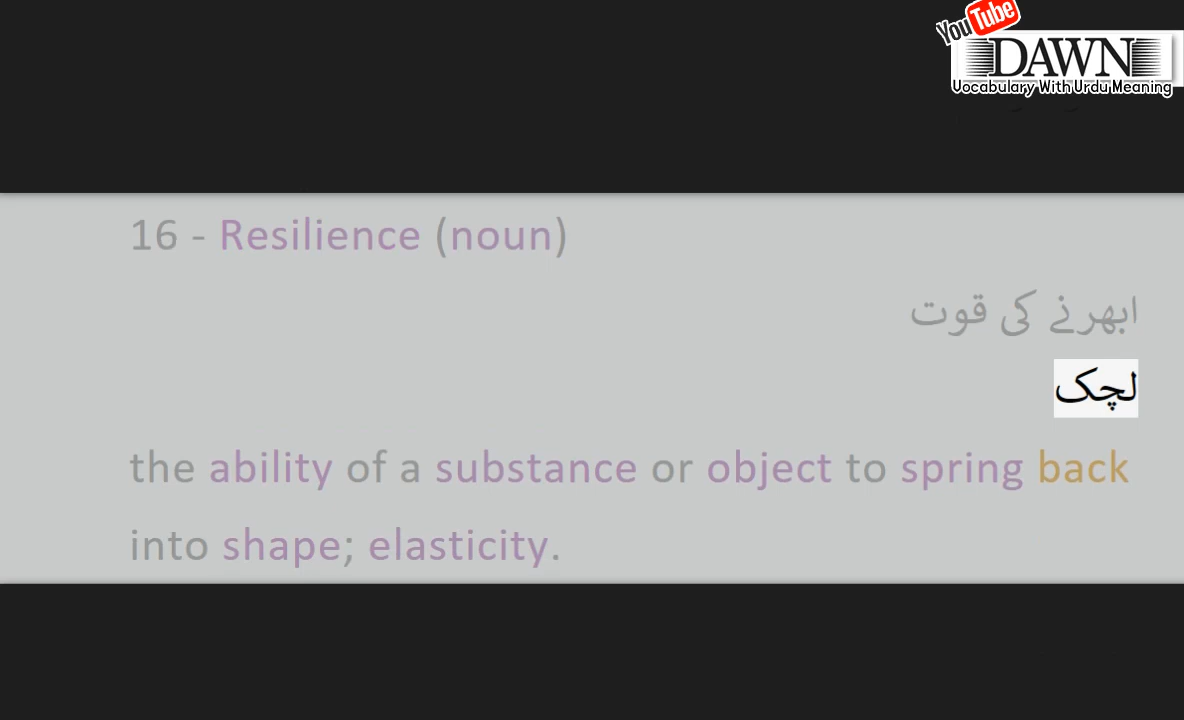 YouTube
DAWN
Vocabulary With Urdu Meaning
16 - Resilience (noun)
ابھرنے کی قوت
لچک
the ability of a substance or object to spring back
into shape; elasticity.